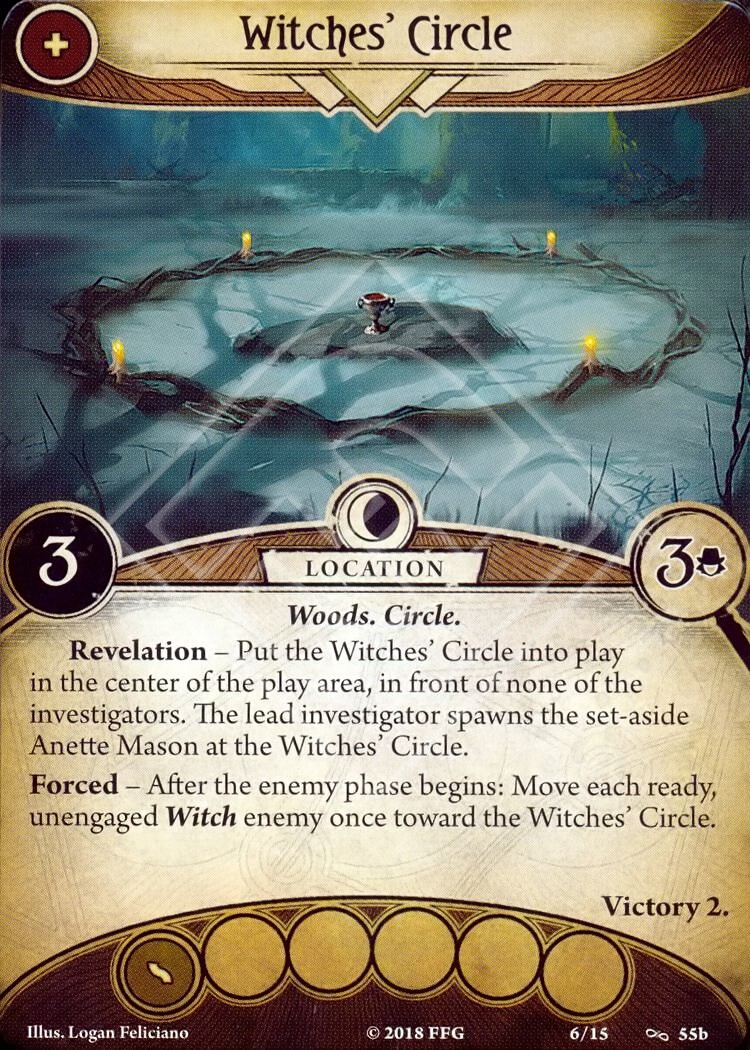 Witches' Circle
3
LOCATION
3
Woods. Circle.
Revelation – Put the Witches' Circle into play
in the center of the play area, in front of none of the
investigators. The lead investigator spawns the set-aside
Anette Mason at the Witches' Circle.
Forced – After the enemy phase begins: Move each ready,
unengaged Witch enemy once toward the Witches' Circle.
Victory 2.
Illus. Logan Feliciano
© 2018 FFG
6/15
55b